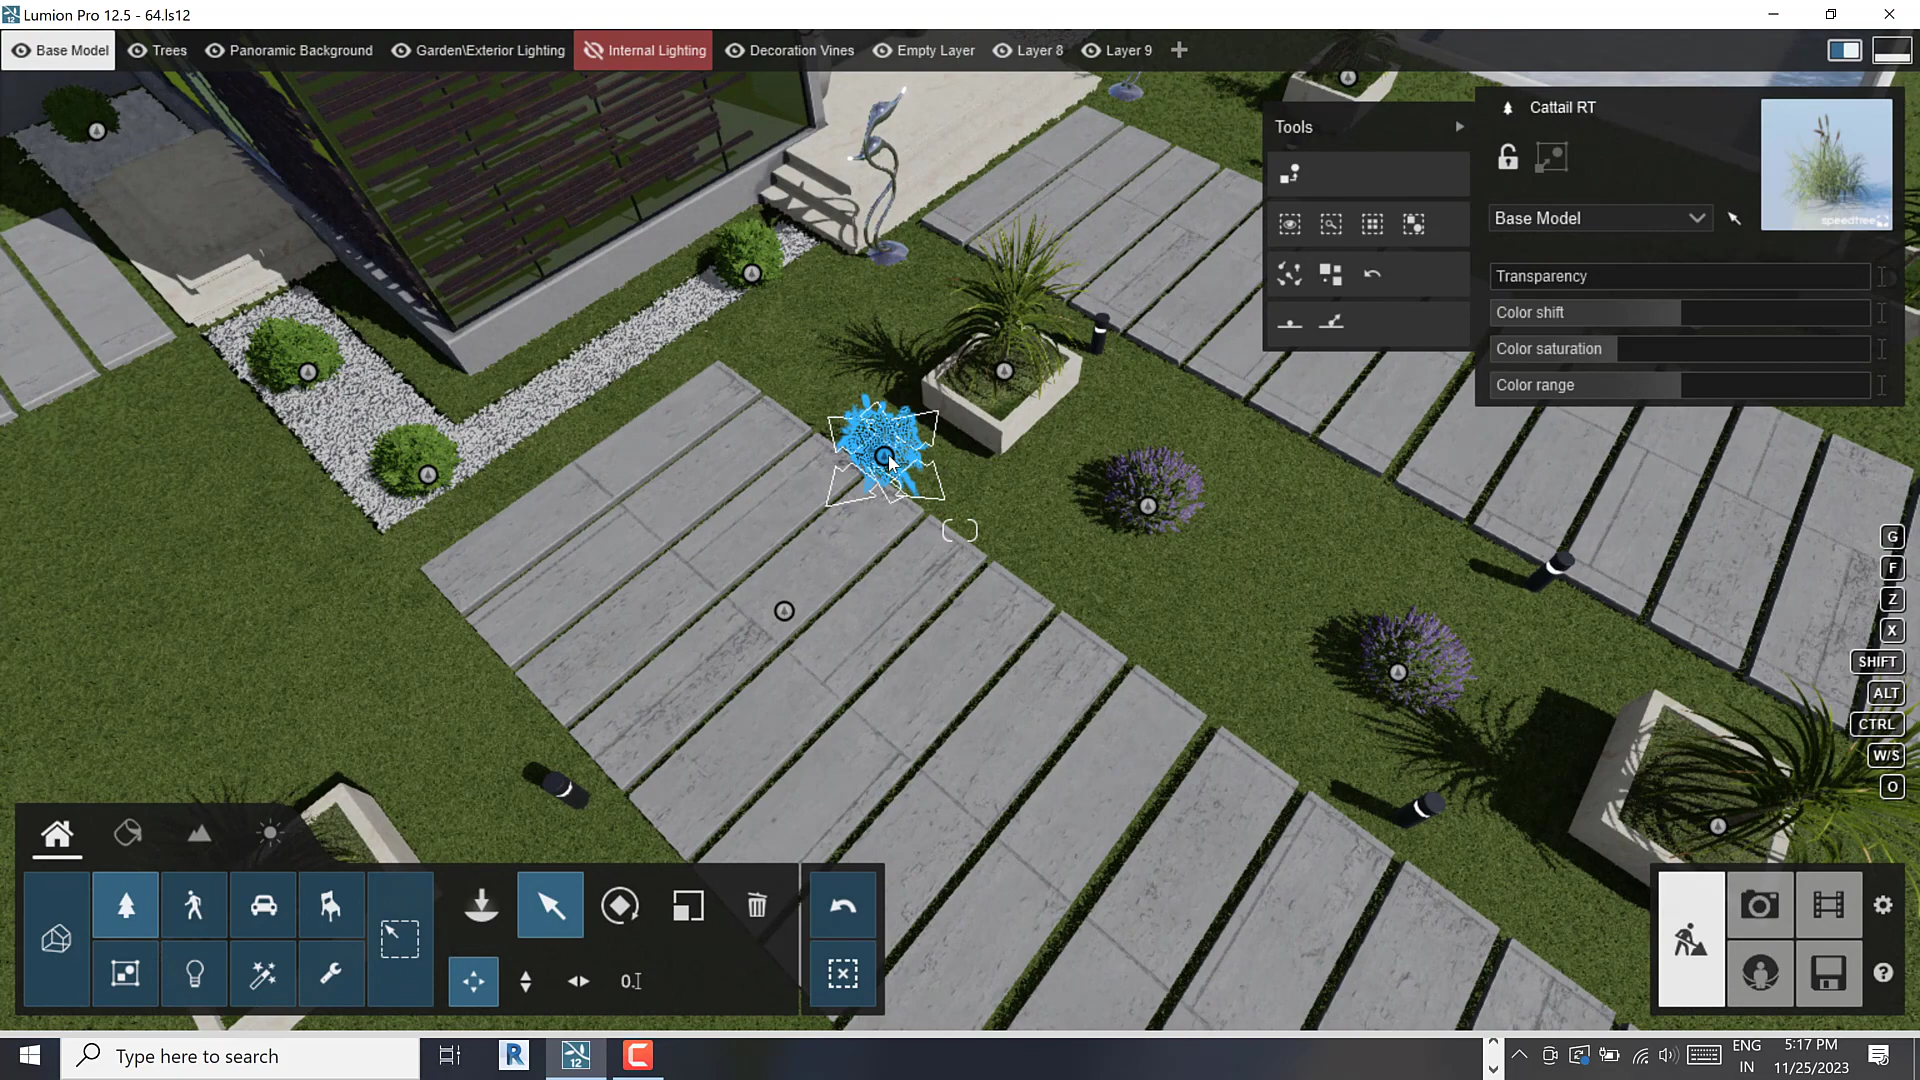 Lumion Pro 12.5 - 64.ls12
Base Model
Trees
Panoramic Background
Garden\Exterior Lighting
Internal Lighting
Decoration Vines
Empty Layer
Layer 8
Layer 9
Tools
Cattail RT
speedtree
Base Model
Transparency
Color shift
Color saturation
Color range
G
F
Z
X
SHIFT
ALT
CTRL
W/S
O
Type here to search
R
12
C
ENG
IN
5:17 PM
11/25/2023